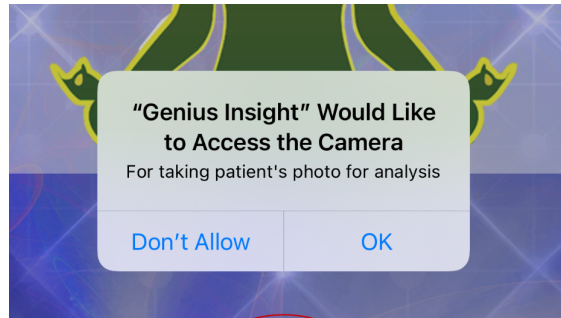 “Genius Insight” Would Like
to Access the Camera
For taking patient's photo for analysis
Don’t Allow
OK